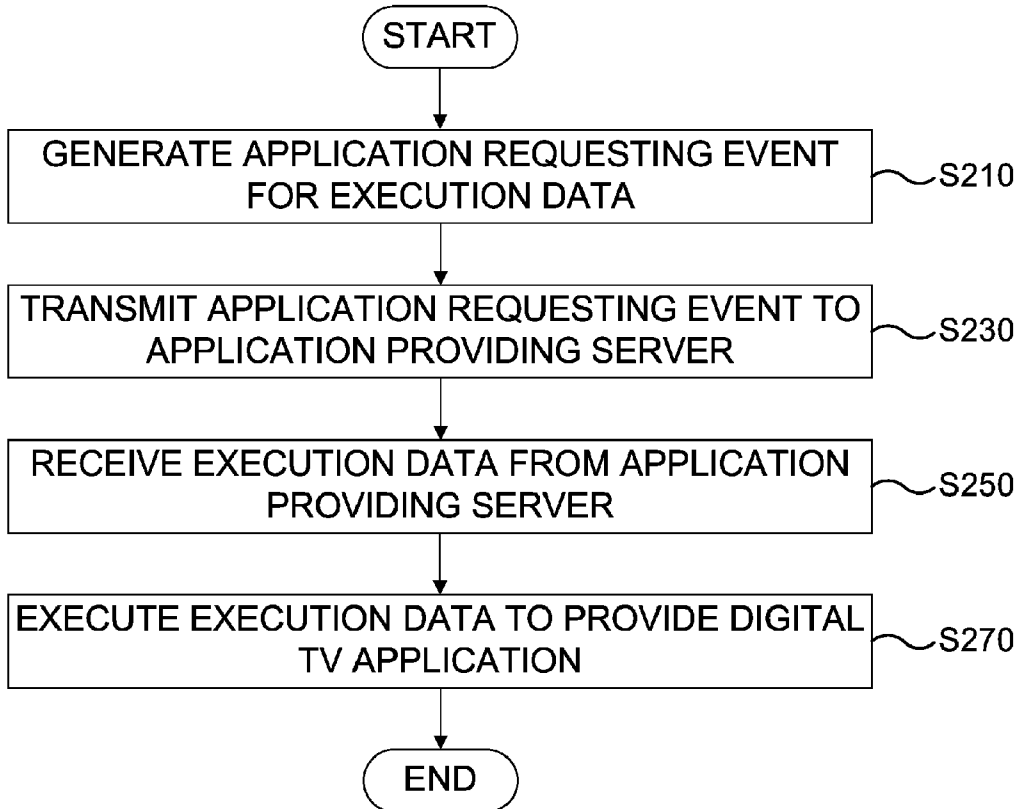 START
GENERATE APPLICATION REQUESTING EVENT
FOR EXECUTION DATA
S210
TRANSMIT APPLICATION REQUESTING EVENT TO
APPLICATION PROVIDING SERVER
S230
RECEIVE EXECUTION DATA FROM APPLICATION
PROVIDING SERVER
S250
EXECUTE EXECUTION DATA TO PROVIDE DIGITAL
TV APPLICATION
S270
END